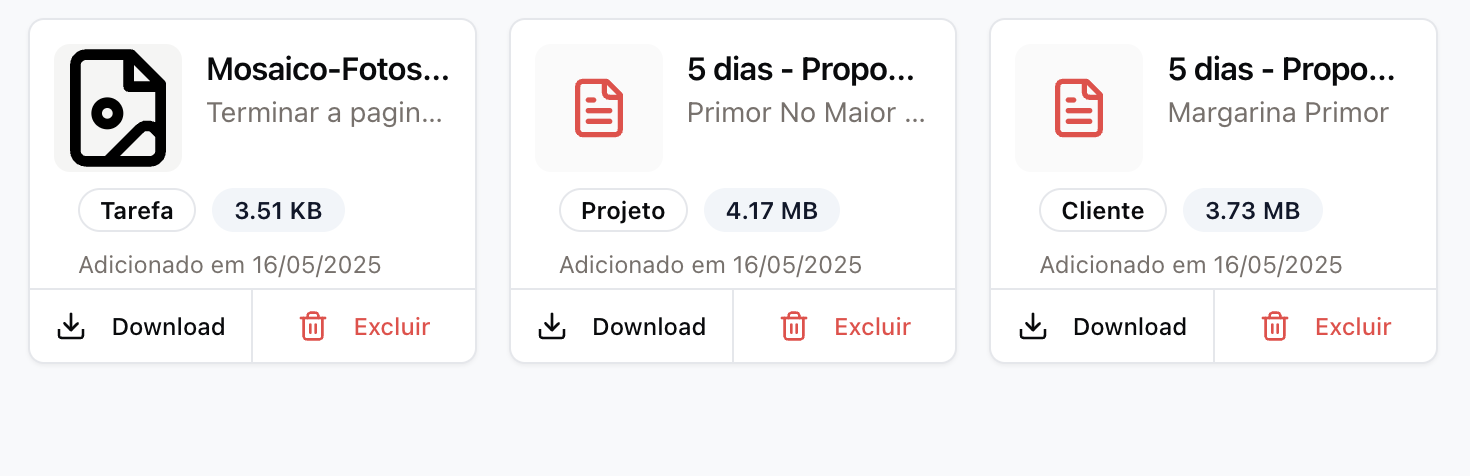 Mosaico-Fotos...
Terminar a pagin...
Tarefa
3.51 KB
Adicionado em 16/05/2025
Download
Excluir
5 dias - Propo...
Primor No Maior ...
Projeto
4.17 MB
Adicionado em 16/05/2025
Download
Excluir
5 dias - Propo...
Margarina Primor
Cliente
3.73 MB
Adicionado em 16/05/2025
Download
Excluir